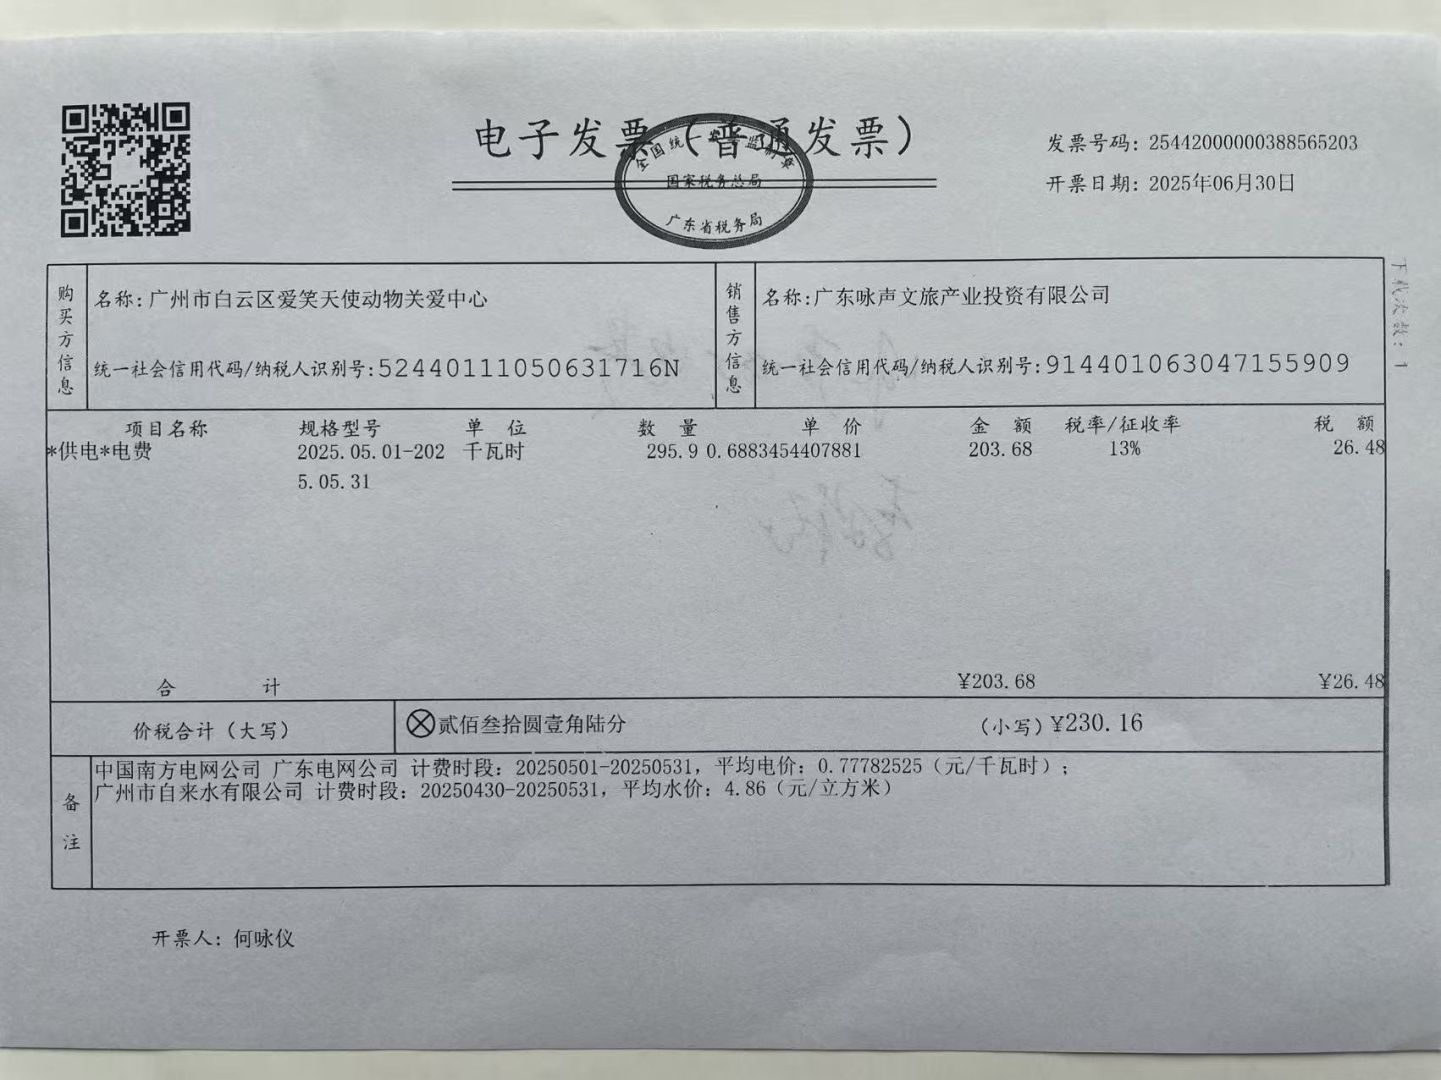 电子发票（普通发票）
全国统一发票监制章
国家税务总局
广东省税务局
发票号码：25442000000388565203
开票日期：2025年06月30日
下载次数：1
购买方信息
名称：广州市白云区爱笑天使动物关爱中心
统一社会信用代码/纳税人识别号：52440111050631716N
销售方信息
名称：广东咏声文旅产业投资有限公司
统一社会信用代码/纳税人识别号：914401063047155909
项目名称 规格型号 单位 数量 单价 金额 税率/征收率 税额
*供电*电费 2025.05.01-202 千瓦时 295.9 0.6883454407881 203.68 13% 26.48
5.05.31
合计 ¥203.68 ¥26.48
价税合计（大写） 贰佰叁拾圆壹角陆分 （小写）¥230.16
备注
中国南方电网公司 广东电网公司 计费时段：20250501-20250531，平均电价：0.77782525（元/千瓦时）；
广州市自来水有限公司 计费时段：20250430-20250531，平均水价：4.86（元/立方米）
开票人：何咏仪